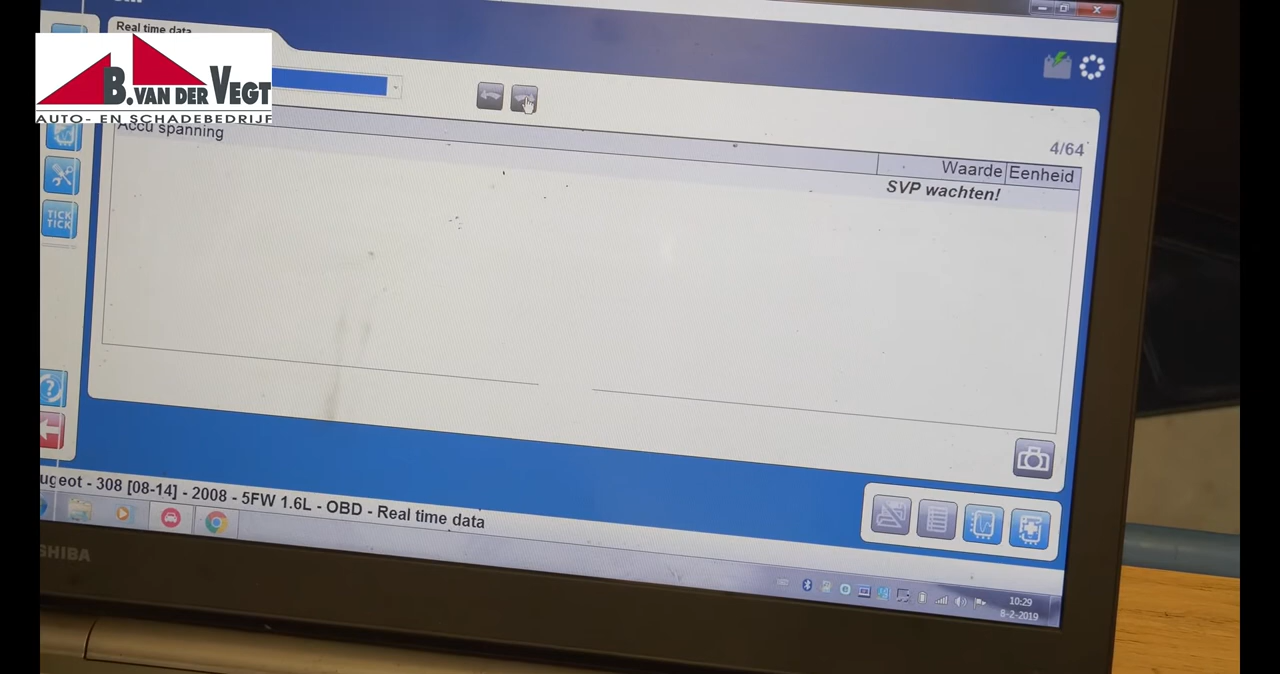 Real time data
B. VAN DER VEGT
AUTO- EN SCHADEBEDRIJF
4/64
Waarde Eenheid
Accu spanning
SVP wachten!
TICK
TICK
ugeot - 308 [08-14] - 2008 - 5FW 1.6L - OBD - Real time data
SHIBA
10:29
8-2-2019